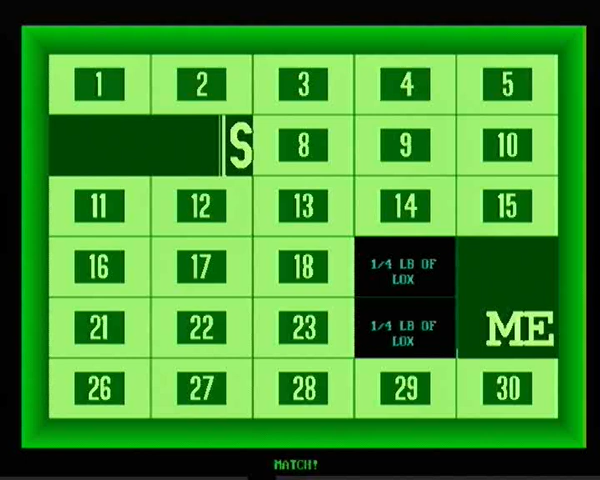 1 2 3 4 5
S 8 9 10
11 12 13 14 15
16 17 18 1/4 LB OF
LOX
21 22 23 1/4 LB OF
LOX ME
26 27 28 29 30
MATCH!